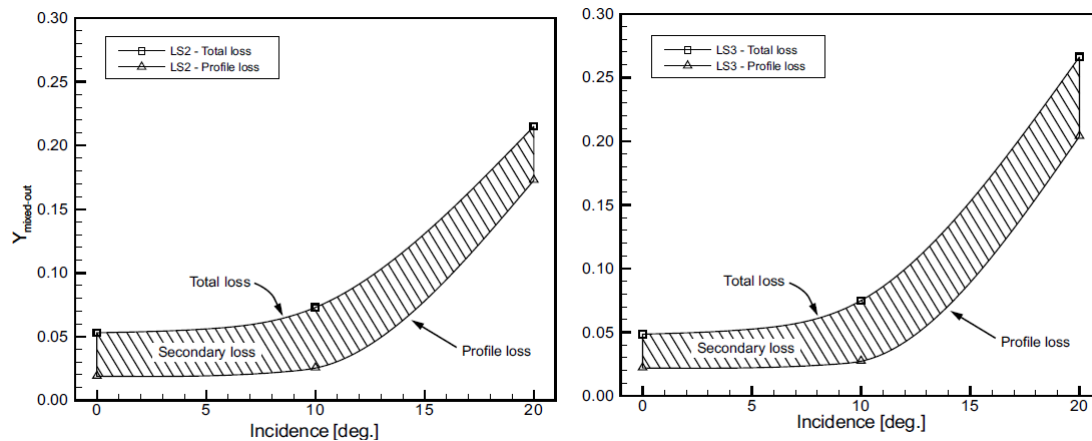 0.30
0.25
0.20
0.15
0.10
0.05
0.00
Y mixed-out
LS2 - Total loss
LS2 - Profile loss
Total loss
Secondary loss
Profile loss
0 5 10 15 20
Incidence [deg.]
0.30
0.25
0.20
0.15
0.10
0.05
0.00
LS3 - Total loss
LS3 - Profile loss
Total loss
Secondary loss
Profile loss
0 5 10 15 20
Incidence [deg.]